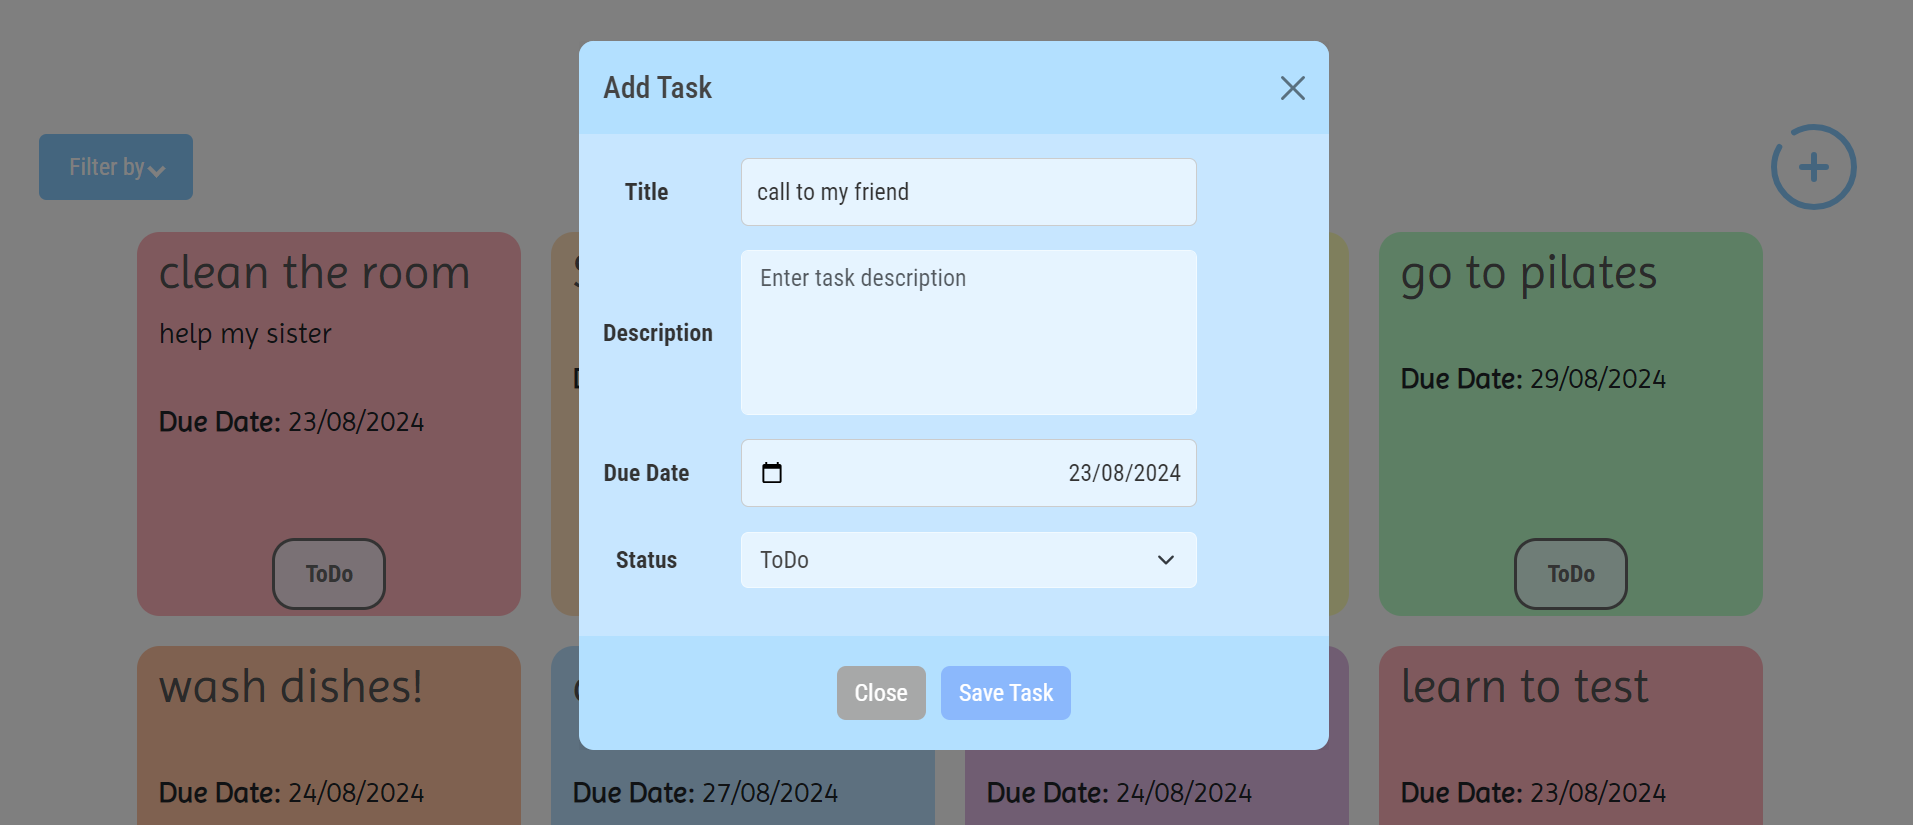 Add Task
Filter by
Title
call to my friend
clean the room
go to pilates
Enter task description
help my sister
Description
Due Date: 29/08/2024
Due Date: 23/08/2024
Due Date
23/08/2024
Status
ToDo
ToDo
ToDo
wash dishes!
Close
Save Task
learn to test
Due Date: 24/08/2024
Due Date: 27/08/2024
Due Date: 24/08/2024
Due Date: 23/08/2024